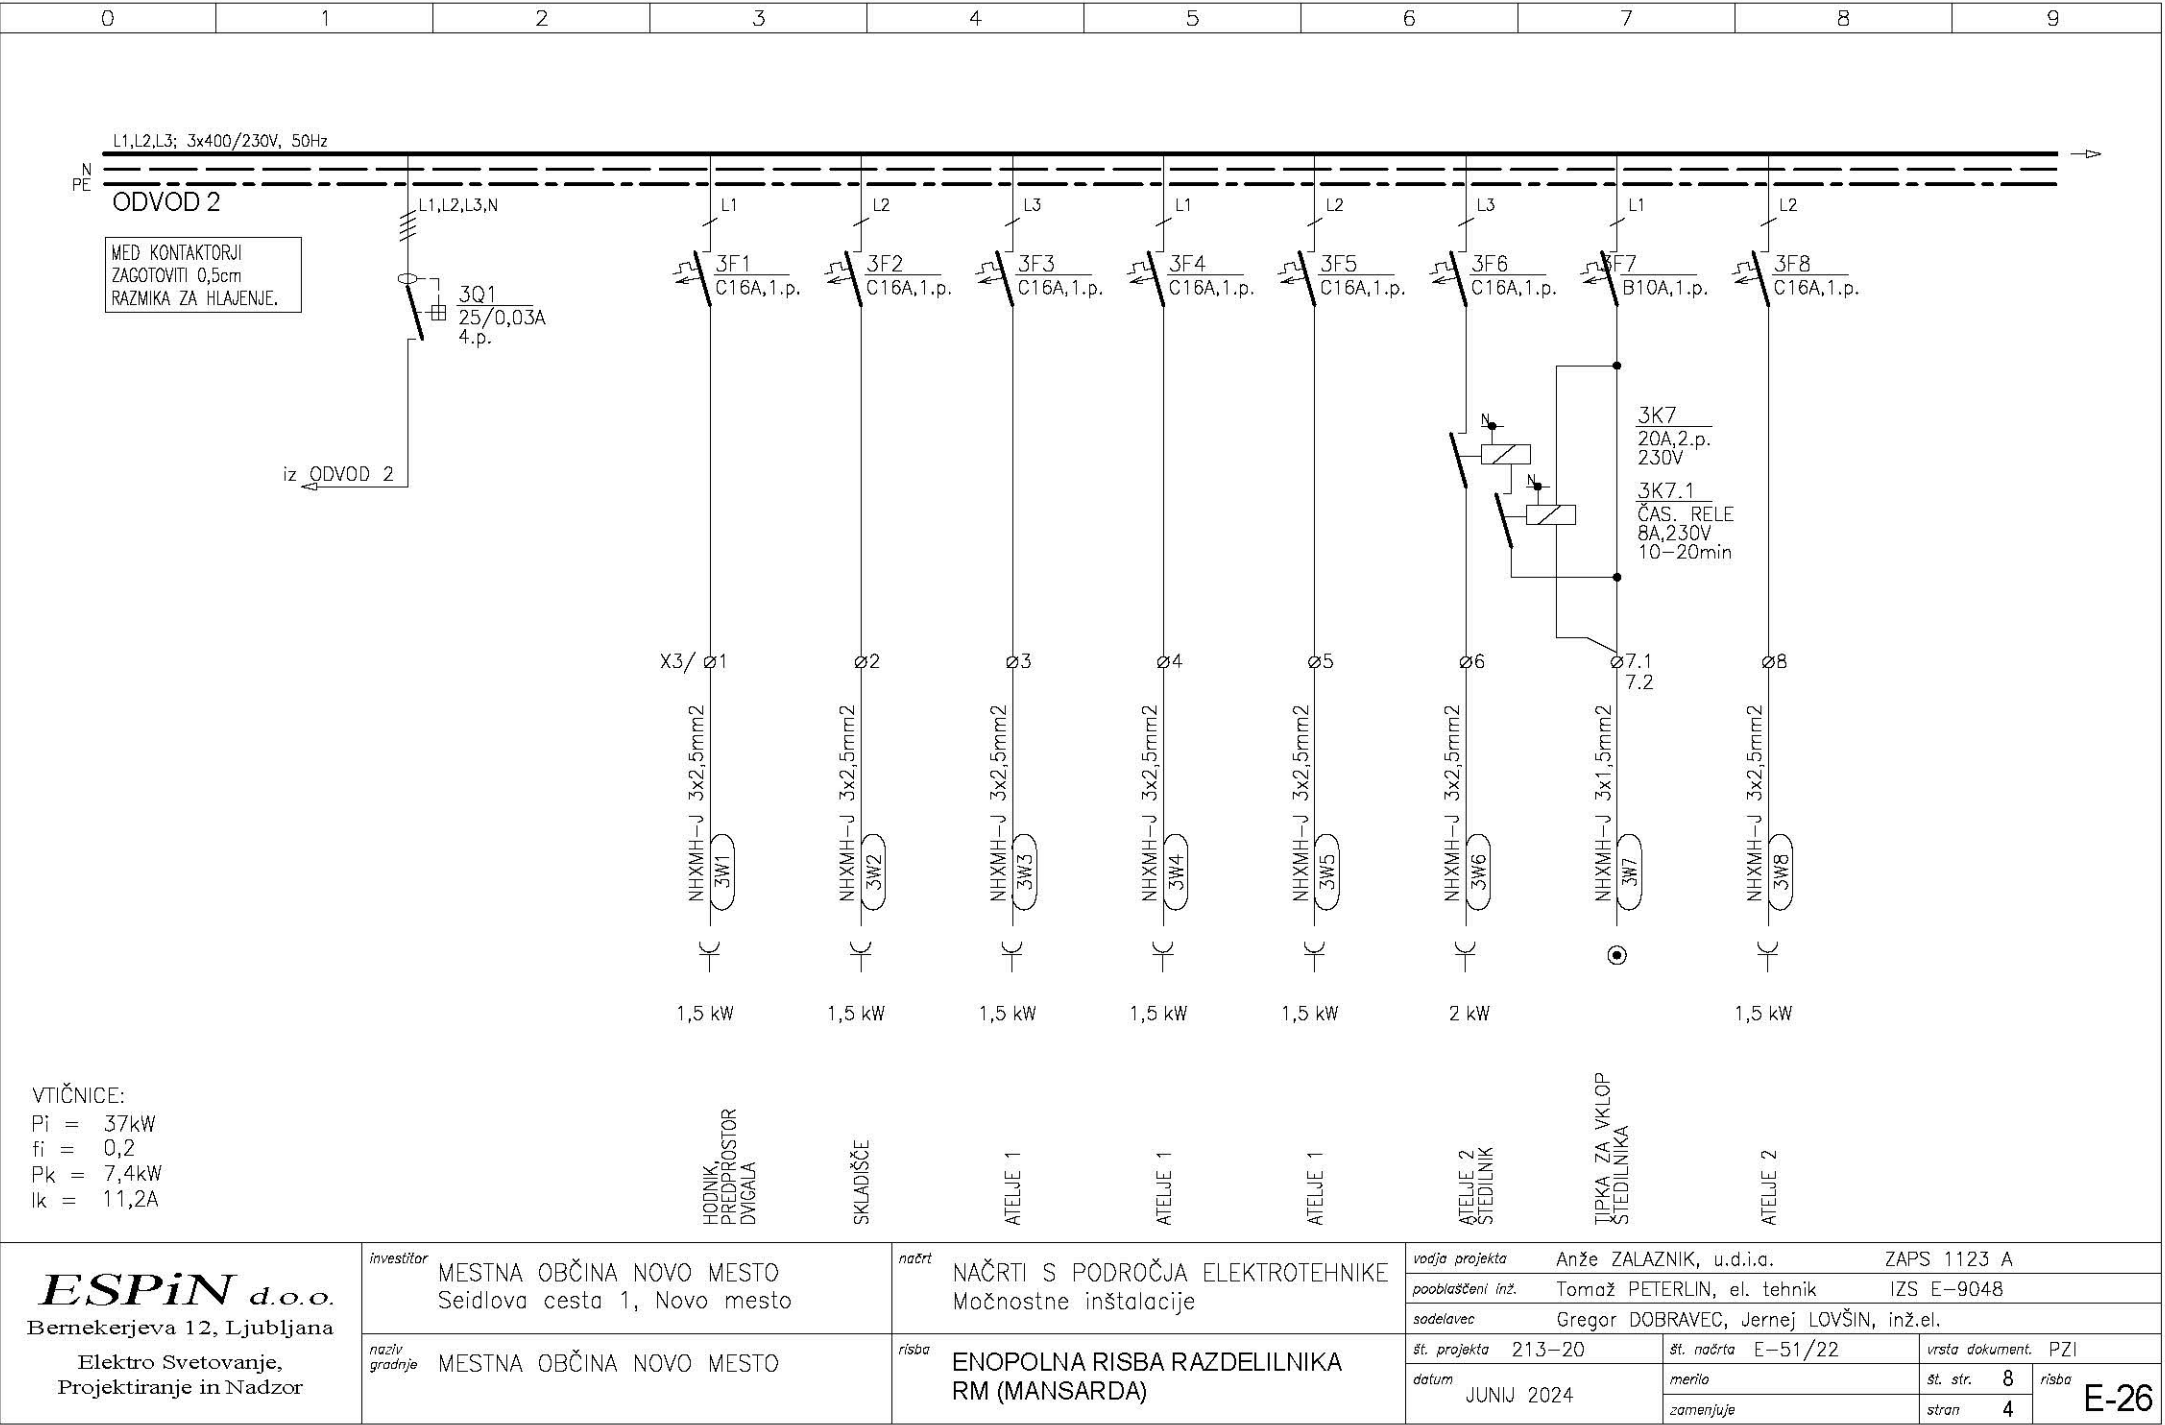 0 1 2 3 4 5 6 7 8 9
L1,L2,L3; 3x400/230V, 50Hz
N
PE
ODVOD 2
L1,L2,L3,N
L1 L2 L3 L1 L2 L3 L1 L2
MED KONTAKTORJI
ZAGOTOVITI 0,5cm
RAZMIKA ZA HLAJENJE.
3Q1
25/0,03A
4.p.
iz ODVOD 2
3F1
C16A,1.p.
3F2
C16A,1.p.
3F3
C16A,1.p.
3F4
C16A,1.p.
3F5
C16A,1.p.
3F6
C16A,1.p.
3F7
B10A,1.p.
3F8
C16A,1.p.
N
3K7
20A,2.p.
230V
N
3K7.1
ČAS. RELE
8A,230V
10-20min
X3/ 1 2 3 4 5 6 7.1 8
7.2
NHXMH-J 3x2,5mm2
3W1
NHXMH-J 3x2,5mm2
3W2
NHXMH-J 3x2,5mm2
3W3
NHXMH-J 3x2,5mm2
3W4
NHXMH-J 3x2,5mm2
3W5
NHXMH-J 3x2,5mm2
3W6
NHXMH-J 3x1,5mm2
3W7
NHXMH-J 3x2,5mm2
3W8
1,5 kW 1,5 kW 1,5 kW 1,5 kW 1,5 kW 2 kW 1,5 kW
VTIČNICE:
Pi = 37kW
fi = 0,2
Pk = 7,4kW
Ik = 11,2A
HODNIK,
PREDPROSTOR
DVIGALA
SKLADIŠČE
ATELJE 1
ATELJE 1
ATELJE 1
ATELJE 2
ŠTEDILNIK
TIPKA ZA VKLOP
ŠTEDILNIKA
ATELJE 2
ESPiN d.o.o.
Bernekerjeva 12, Ljubljana
Elektro Svetovanje,
Projektiranje in Nadzor
investitor MESTNA OBČINA NOVO MESTO
Seidlova cesta 1, Novo mesto
naziv
gradnje MESTNA OBČINA NOVO MESTO
načrt NAČRTI S PODROČJA ELEKTROTEHNIKE
Močnostne inštalacije
risba ENOPOLNA RISBA RAZDELILNIKA
RM (MANSARDA)
vodja projekta Anže ZALAZNIK, u.d.i.a. ZAPS 1123 A
pooblaščeni inž. Tomaž PETERLIN, el. tehnik IZS E-9048
sodelavec Gregor DOBRAVEC, Jernej LOVŠIN, inž.el.
št. projekta 213-20 št. načrta E-51/22 vrsta dokument. PZI
datum JUNIJ 2024
merilo
zamenjuje
št. str. 8
stran 4
risba E-26